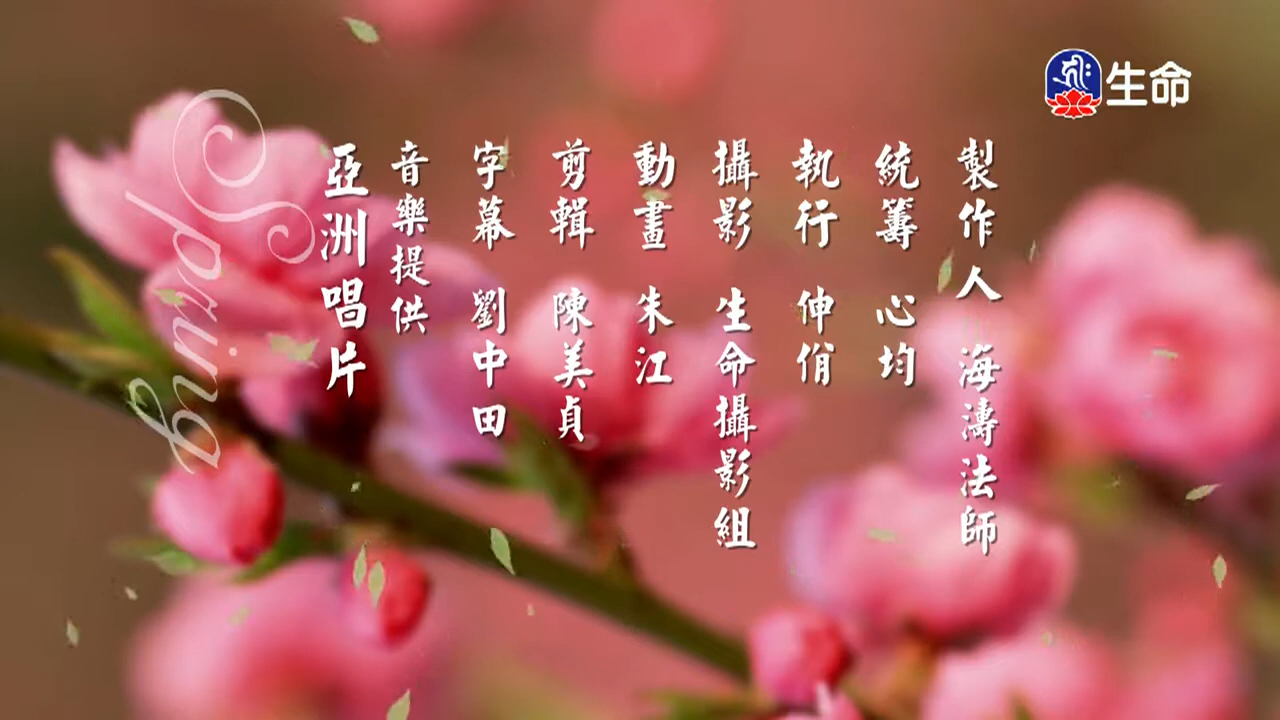 生命
製作人 海濤法師
統籌 心均
執行 伸俏
攝影 生命攝影組
動畫 朱江
剪輯 陳美貞
字幕 劉中田
音樂提供
亞洲唱片
Spring